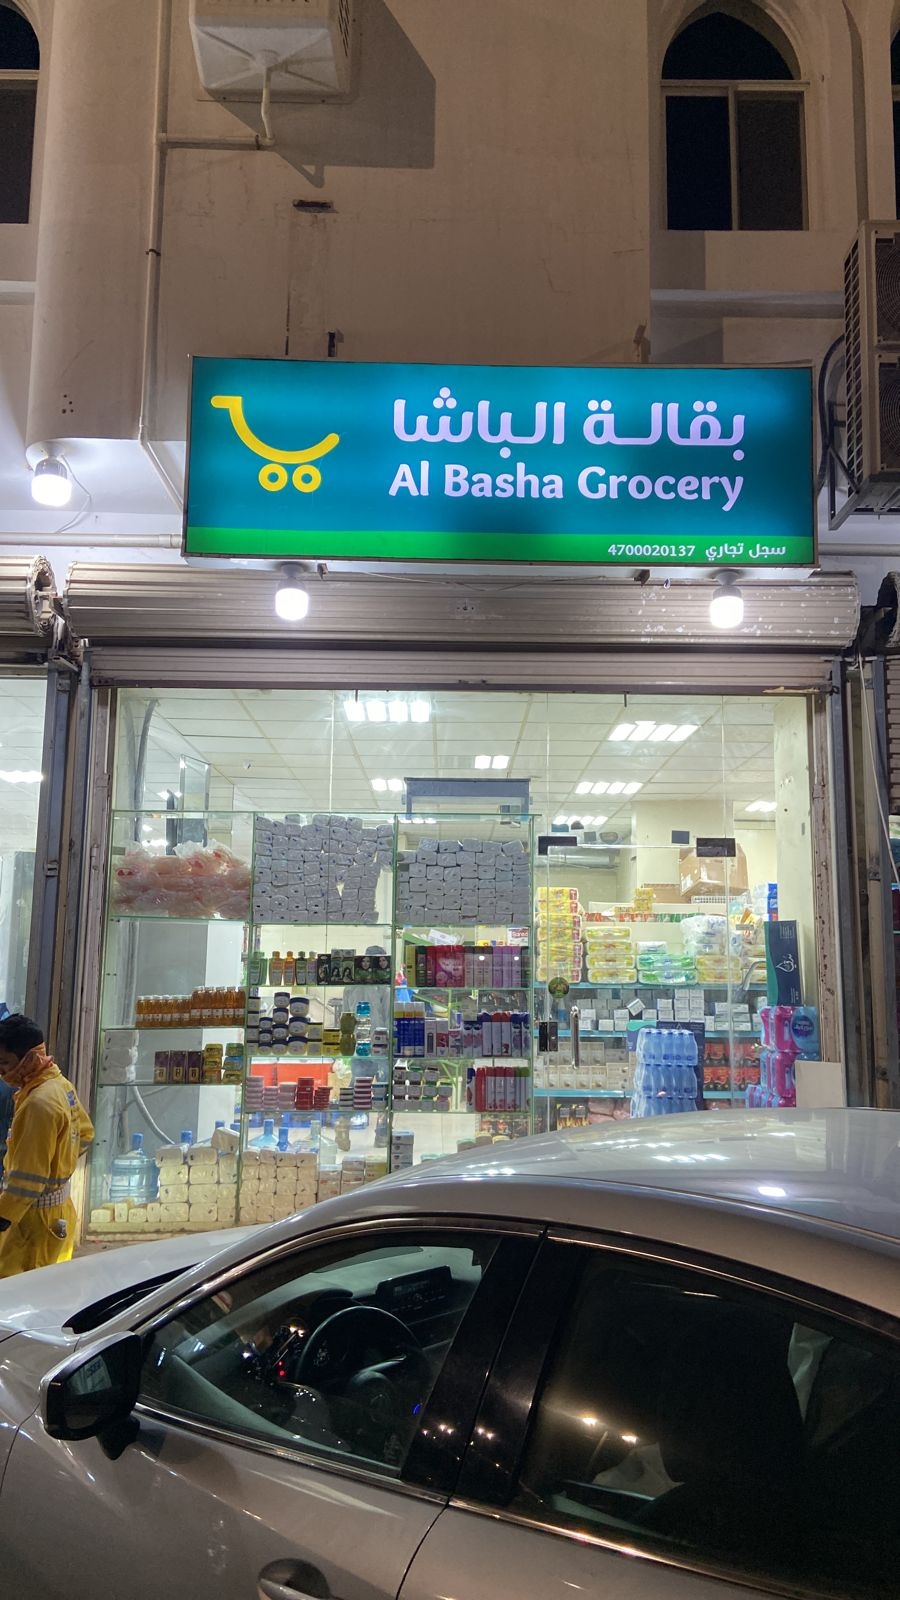 بقالة الباشا
Al Basha Grocery
سجل تجاري 4700020137